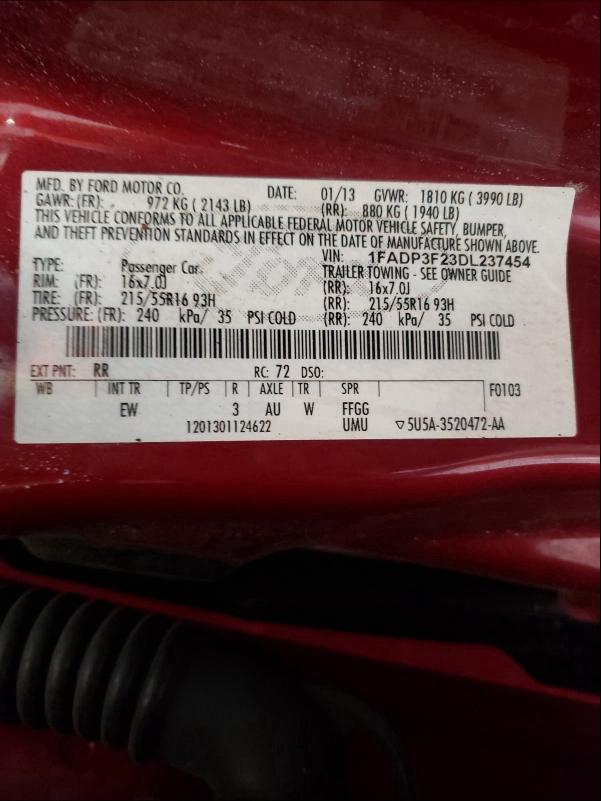 MFD. BY FORD MOTOR CO. DATE: 01/13 GVWR: 1810 KG ( 3990 LB)
GAWR: (FR): 972 KG ( 2143 LB) (RR): 880 KG ( 1940 LB)
THIS VEHICLE CONFORMS TO ALL APPLICABLE FEDERAL MOTOR VEHICLE SAFETY, BUMPER,
AND THEFT PREVENTION STANDARDS IN EFFECT ON THE DATE OF MANUFACTURE SHOWN ABOVE.
VIN: 1FADP3F23DL237454
TYPE: Passenger Car. TRAILER TOWING - SEE OWNER GUIDE
RIM: (FR): 16x7.0J (RR): 16x7.0J
TIRE: (FR): 215/55R16 93H (RR): 215/55R16 93H
PRESSURE: (FR): 240 kPa/ 35 PSI COLD (RR): 240 kPa/ 35 PSI COLD
EXT PNT: RR RC: 72 DSO:
WB INT TR TP/PS R AXLE TR SPR F0103
EW 3 AU W FFGG
1201301124622 UMU ▽5U5A-3520472-AA